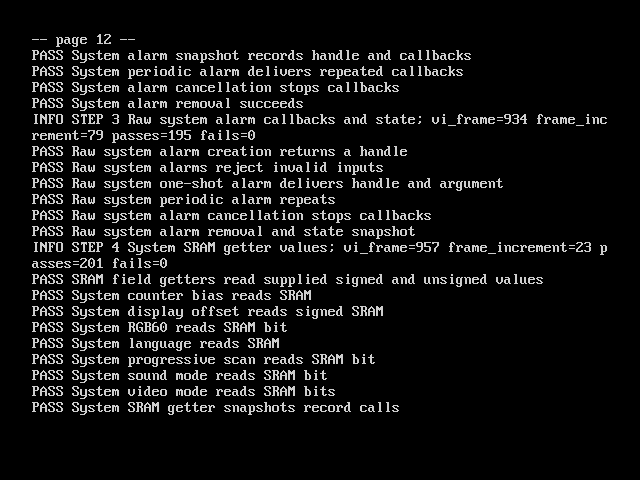 -- page 12 --
PASS System alarm snapshot records handle and callbacks
PASS System periodic alarm delivers repeated callbacks
PASS System alarm cancellation stops callbacks
PASS System alarm removal succeeds
INFO STEP 3 Raw system alarm callbacks and state; vi_frame=934 frame_inc
rement=79 passes=195 fails=0
PASS Raw system alarm creation returns a handle
PASS Raw system alarms reject invalid inputs
PASS Raw system one-shot alarm delivers handle and argument
PASS Raw system periodic alarm repeats
PASS Raw system alarm cancellation stops callbacks
PASS Raw system alarm removal and state snapshot
INFO STEP 4 System SRAM getter values; vi_frame=957 frame_increment=23 p
asses=201 fails=0
PASS SRAM field getters read supplied signed and unsigned values
PASS System counter bias reads SRAM
PASS System display offset reads signed SRAM
PASS System RGB60 reads SRAM bit
PASS System language reads SRAM
PASS System progressive scan reads SRAM bit
PASS System sound mode reads SRAM bit
PASS System video mode reads SRAM bits
PASS System SRAM getter snapshots record calls